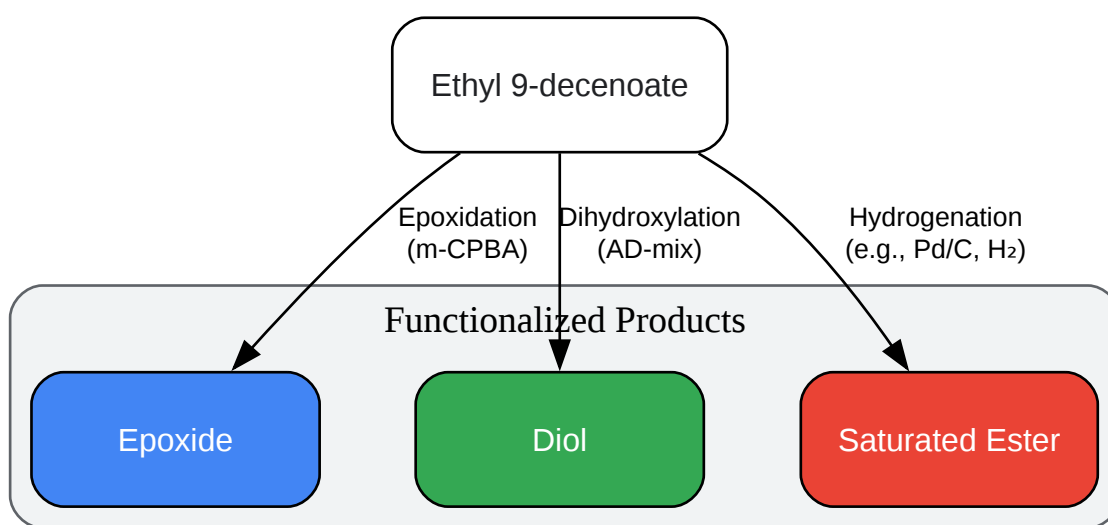 Ethyl 9-decenoate
Epoxidation
(m-CPBA)
Dihydroxylation
(AD-mix)
Hydrogenation
(e.g., Pd/C, H₂)
Functionalized Products
Epoxide
Diol
Saturated Ester